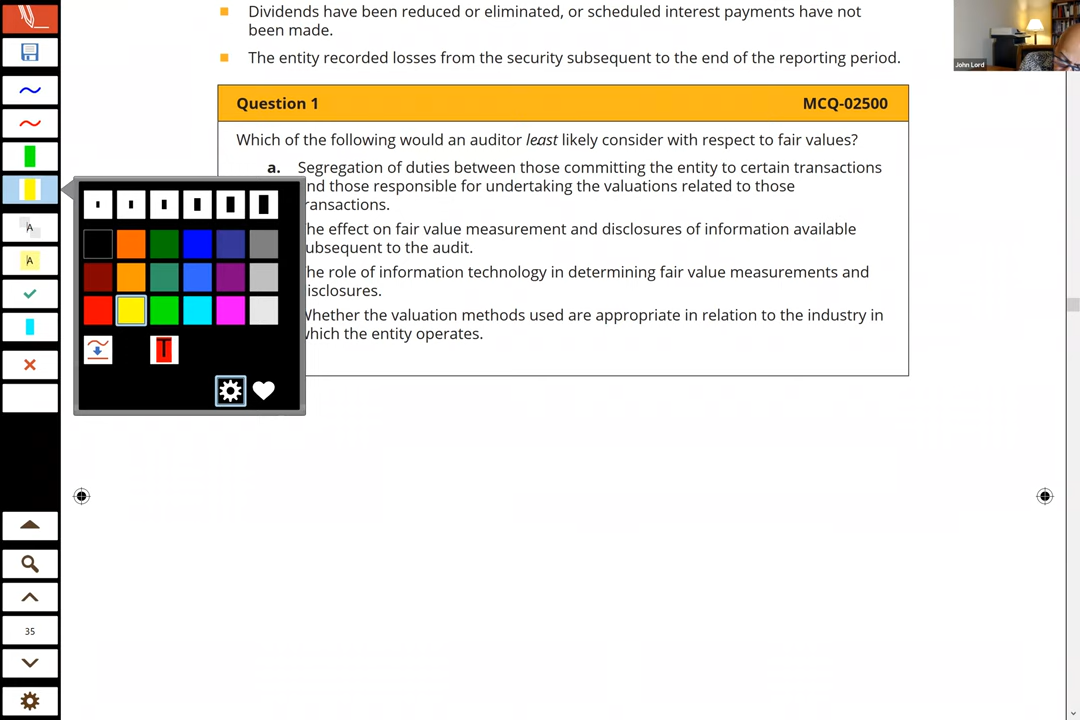 Dividends have been reduced or eliminated, or scheduled interest payments have not
been made.
The entity recorded losses from the security subsequent to the end of the reporting period.
John Lord
Question 1 MCQ-02500
Which of the following would an auditor least likely consider with respect to fair values?
a. Segregation of duties between those committing the entity to certain transactions
nd those responsible for undertaking the valuations related to those
ransactions.
he effect on fair value measurement and disclosures of information available
ubsequent to the audit.
he role of information technology in determining fair value measurements and
isclosures.
Whether the valuation methods used are appropriate in relation to the industry in
which the entity operates.
A
A
T
35